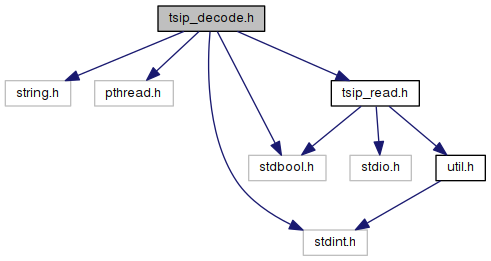 tsip_decode.h
string.h
pthread.h
tsip_read.h
stdbool.h
stdio.h
util.h
stdint.h